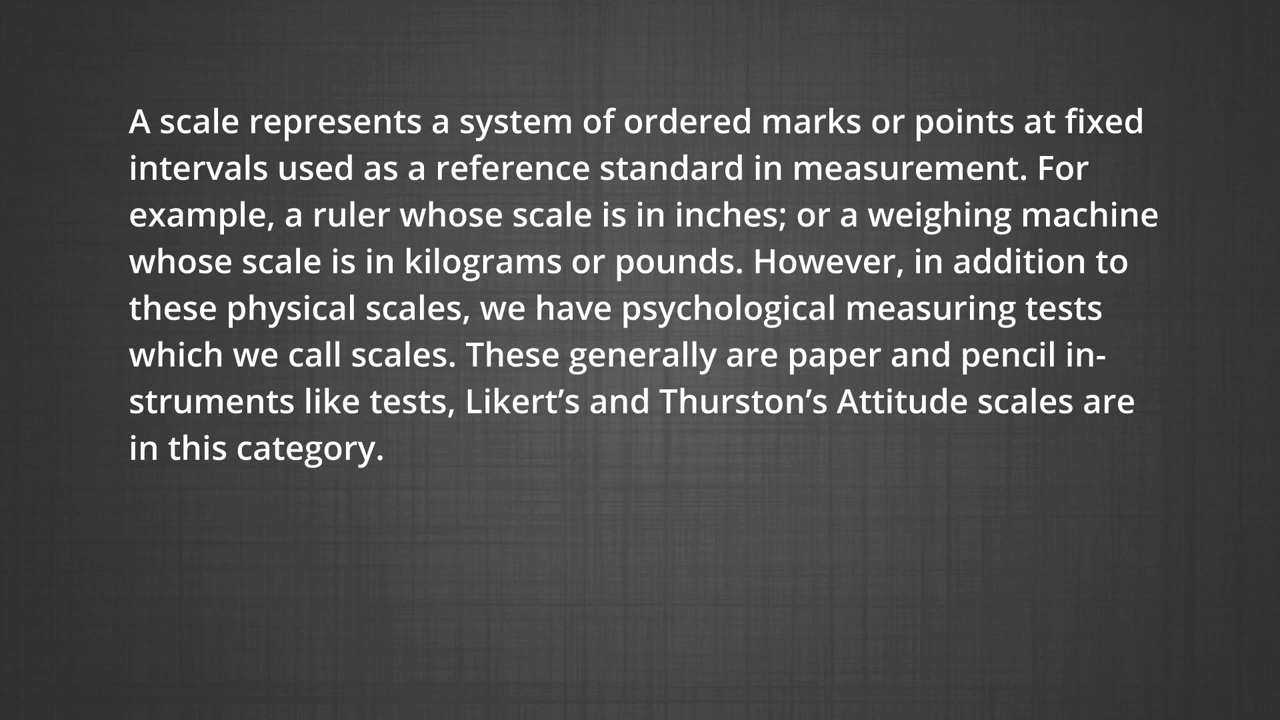 A scale represents a system of ordered marks or points at fixed
intervals used as a reference standard in measurement. For
example, a ruler whose scale is in inches; or a weighing machine
whose scale is in kilograms or pounds. However, in addition to
these physical scales, we have psychological measuring tests
which we call scales. These generally are paper and pencil in-
struments like tests, Likert’s and Thurston’s Attitude scales are
in this category.